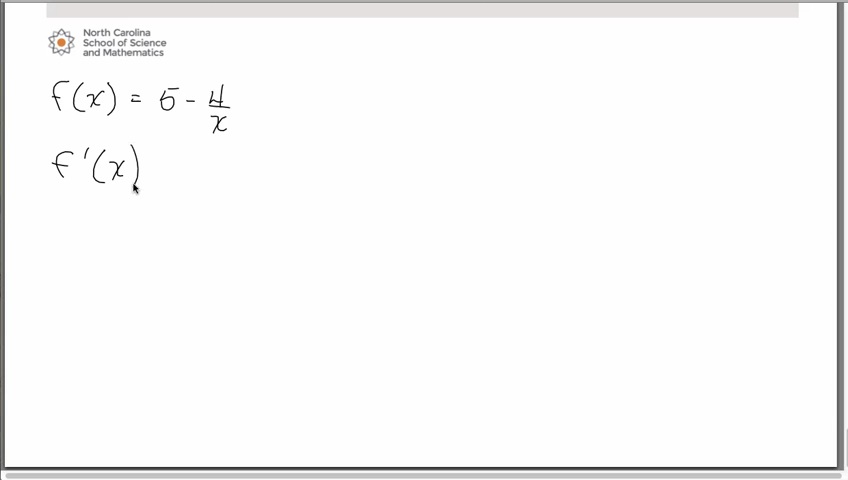 North Carolina
School of Science
and Mathematics
f(x) = 5 - 4/x
f'(x)